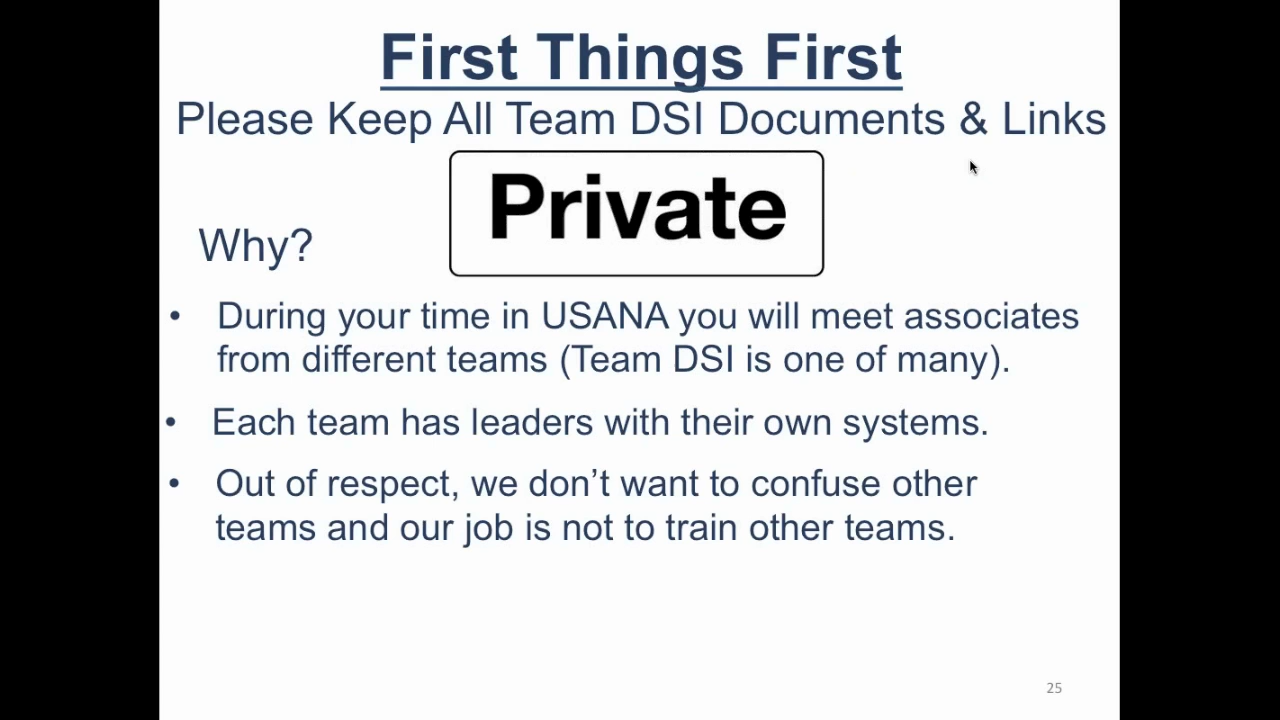 First Things First
Please Keep All Team DSI Documents & Links
Private
Why?
• During your time in USANA you will meet associates
from different teams (Team DSI is one of many).
• Each team has leaders with their own systems.
• Out of respect, we don’t want to confuse other
teams and our job is not to train other teams.
25